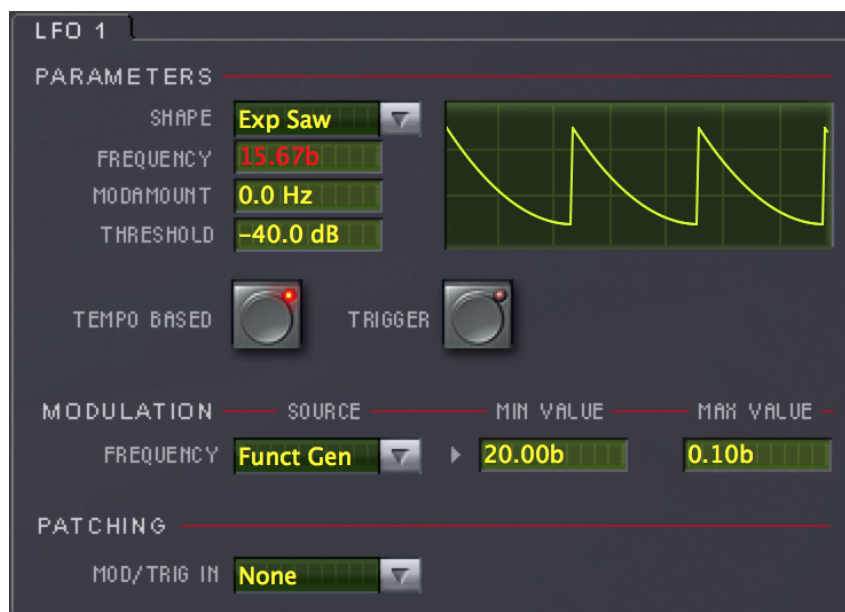 LFO 1
PARAMETERS
SHAPE Exp Saw
FREQUENCY 15.67b
MODAMOUNT 0.0 Hz
THRESHOLD −40.0 dB
TEMPO BASED TRIGGER
MODULATION SOURCE MIN VALUE MAX VALUE
FREQUENCY Funct Gen 20.00b 0.10b
PATCHING
MOD/TRIG IN None